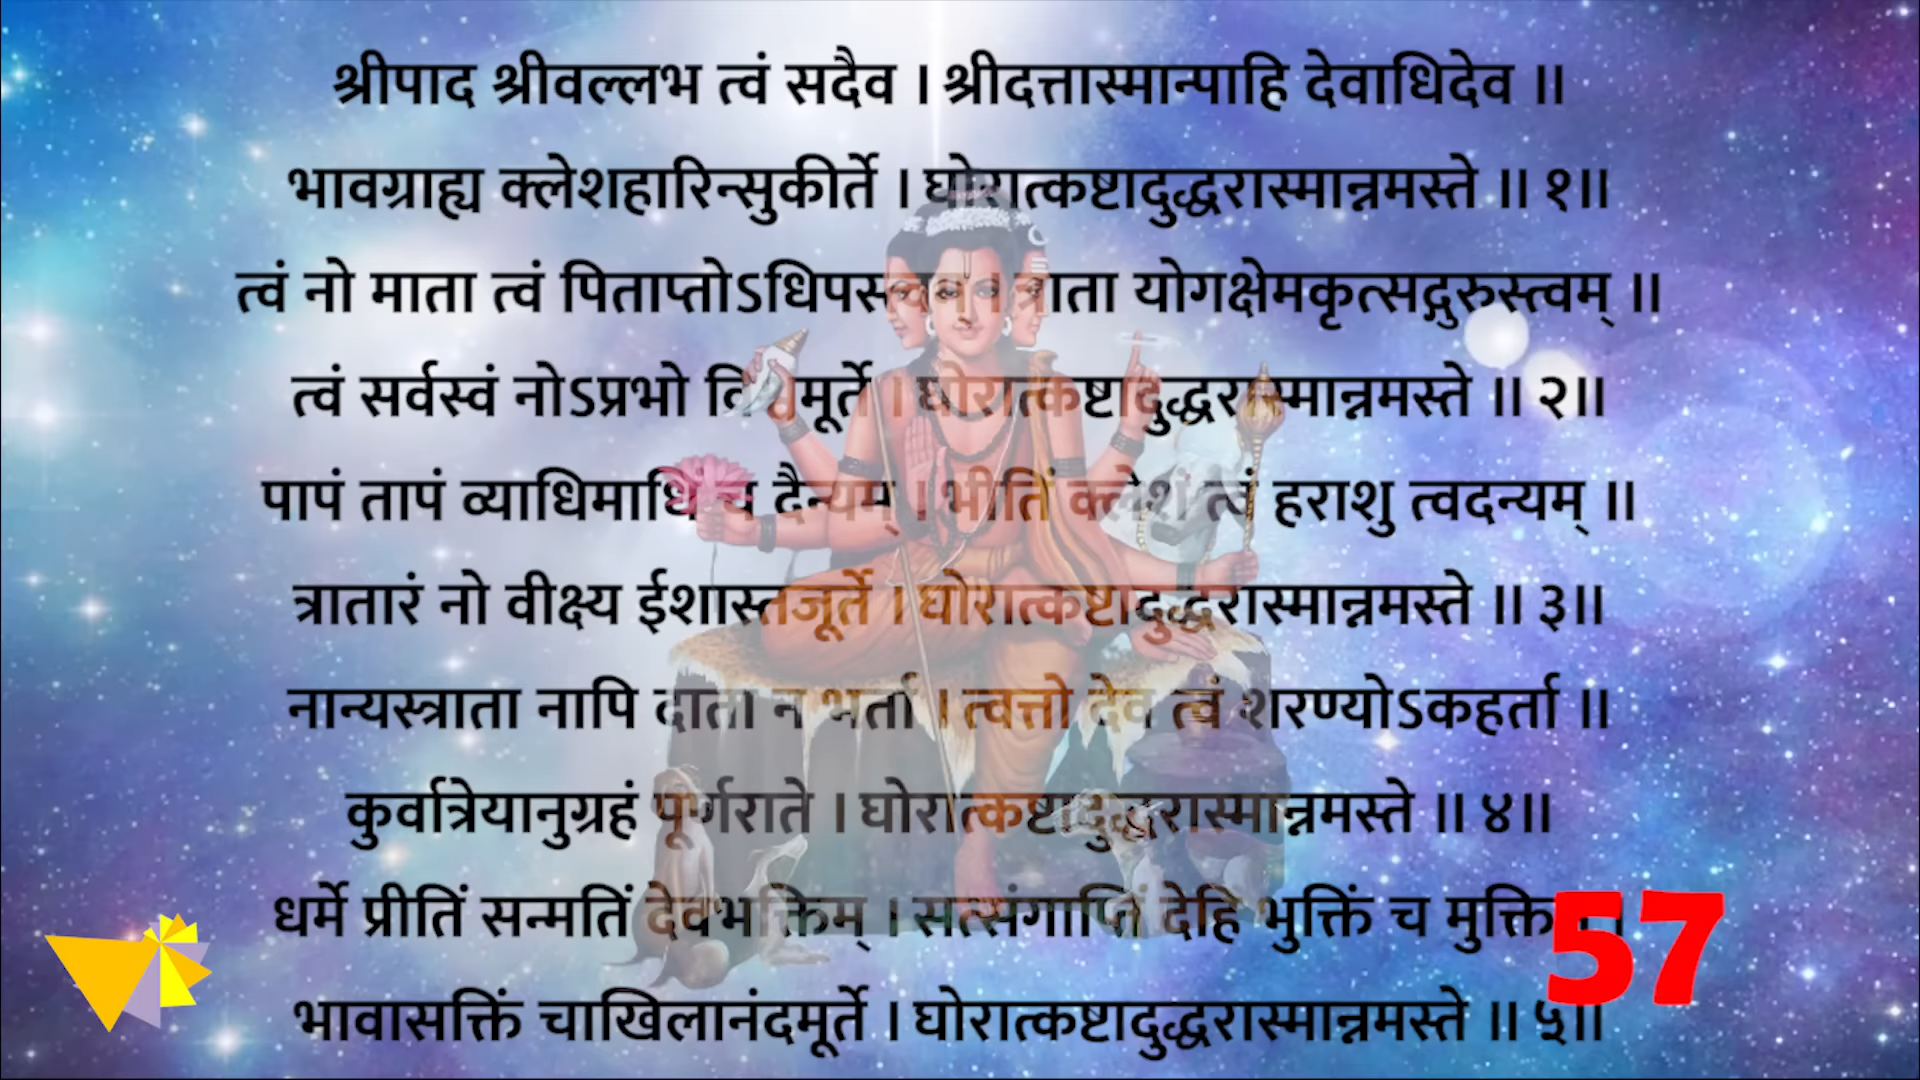 श्रीपाद श्रीवल्लभ त्वं सदैव । श्रीदत्तास्मान्पाहि देवाधिदेव ॥
भावग्राह्य क्लेशहारिन्सुकीर्ते । घोरात्कष्टादुद्धरास्मान्नमस्ते ॥ १॥
त्वं नो माता त्वं पिताप्तोऽधिपस्त्वं । त्राता योगक्षेमकृत्सद्गुरुस्त्वम् ॥
त्वं सर्वस्वं नोऽप्रभो विश्वमूर्ते । घोरात्कष्टादुद्धरास्मान्नमस्ते ॥ २॥
पापं तापं व्याधिमाधिं च दैन्यम् । भीतिं क्लेशं त्वं हराशु त्वदन्यम् ॥
त्रातारं नो वीक्ष्य ईशास्तजूर्ते । घोरात्कष्टादुद्धरास्मान्नमस्ते ॥ ३॥
नान्यस्त्राता नापि दाता न भर्ता । त्वत्तो देव त्वं शरण्योऽकहर्ता ॥
कुर्वात्रेयानुग्रहं पूर्णराते । घोरात्कष्टादुद्धरास्मान्नमस्ते ॥ ४॥
धर्मे प्रीतिं सन्मतिं देवभक्तिम् । सत्संगाप्तिं देहि भुक्तिं च
भावासक्तिं चाखिलानंदमूर्ते । घोरात्कष्टादुद्धरास्मान्नमस्ते ॥ ५॥
57